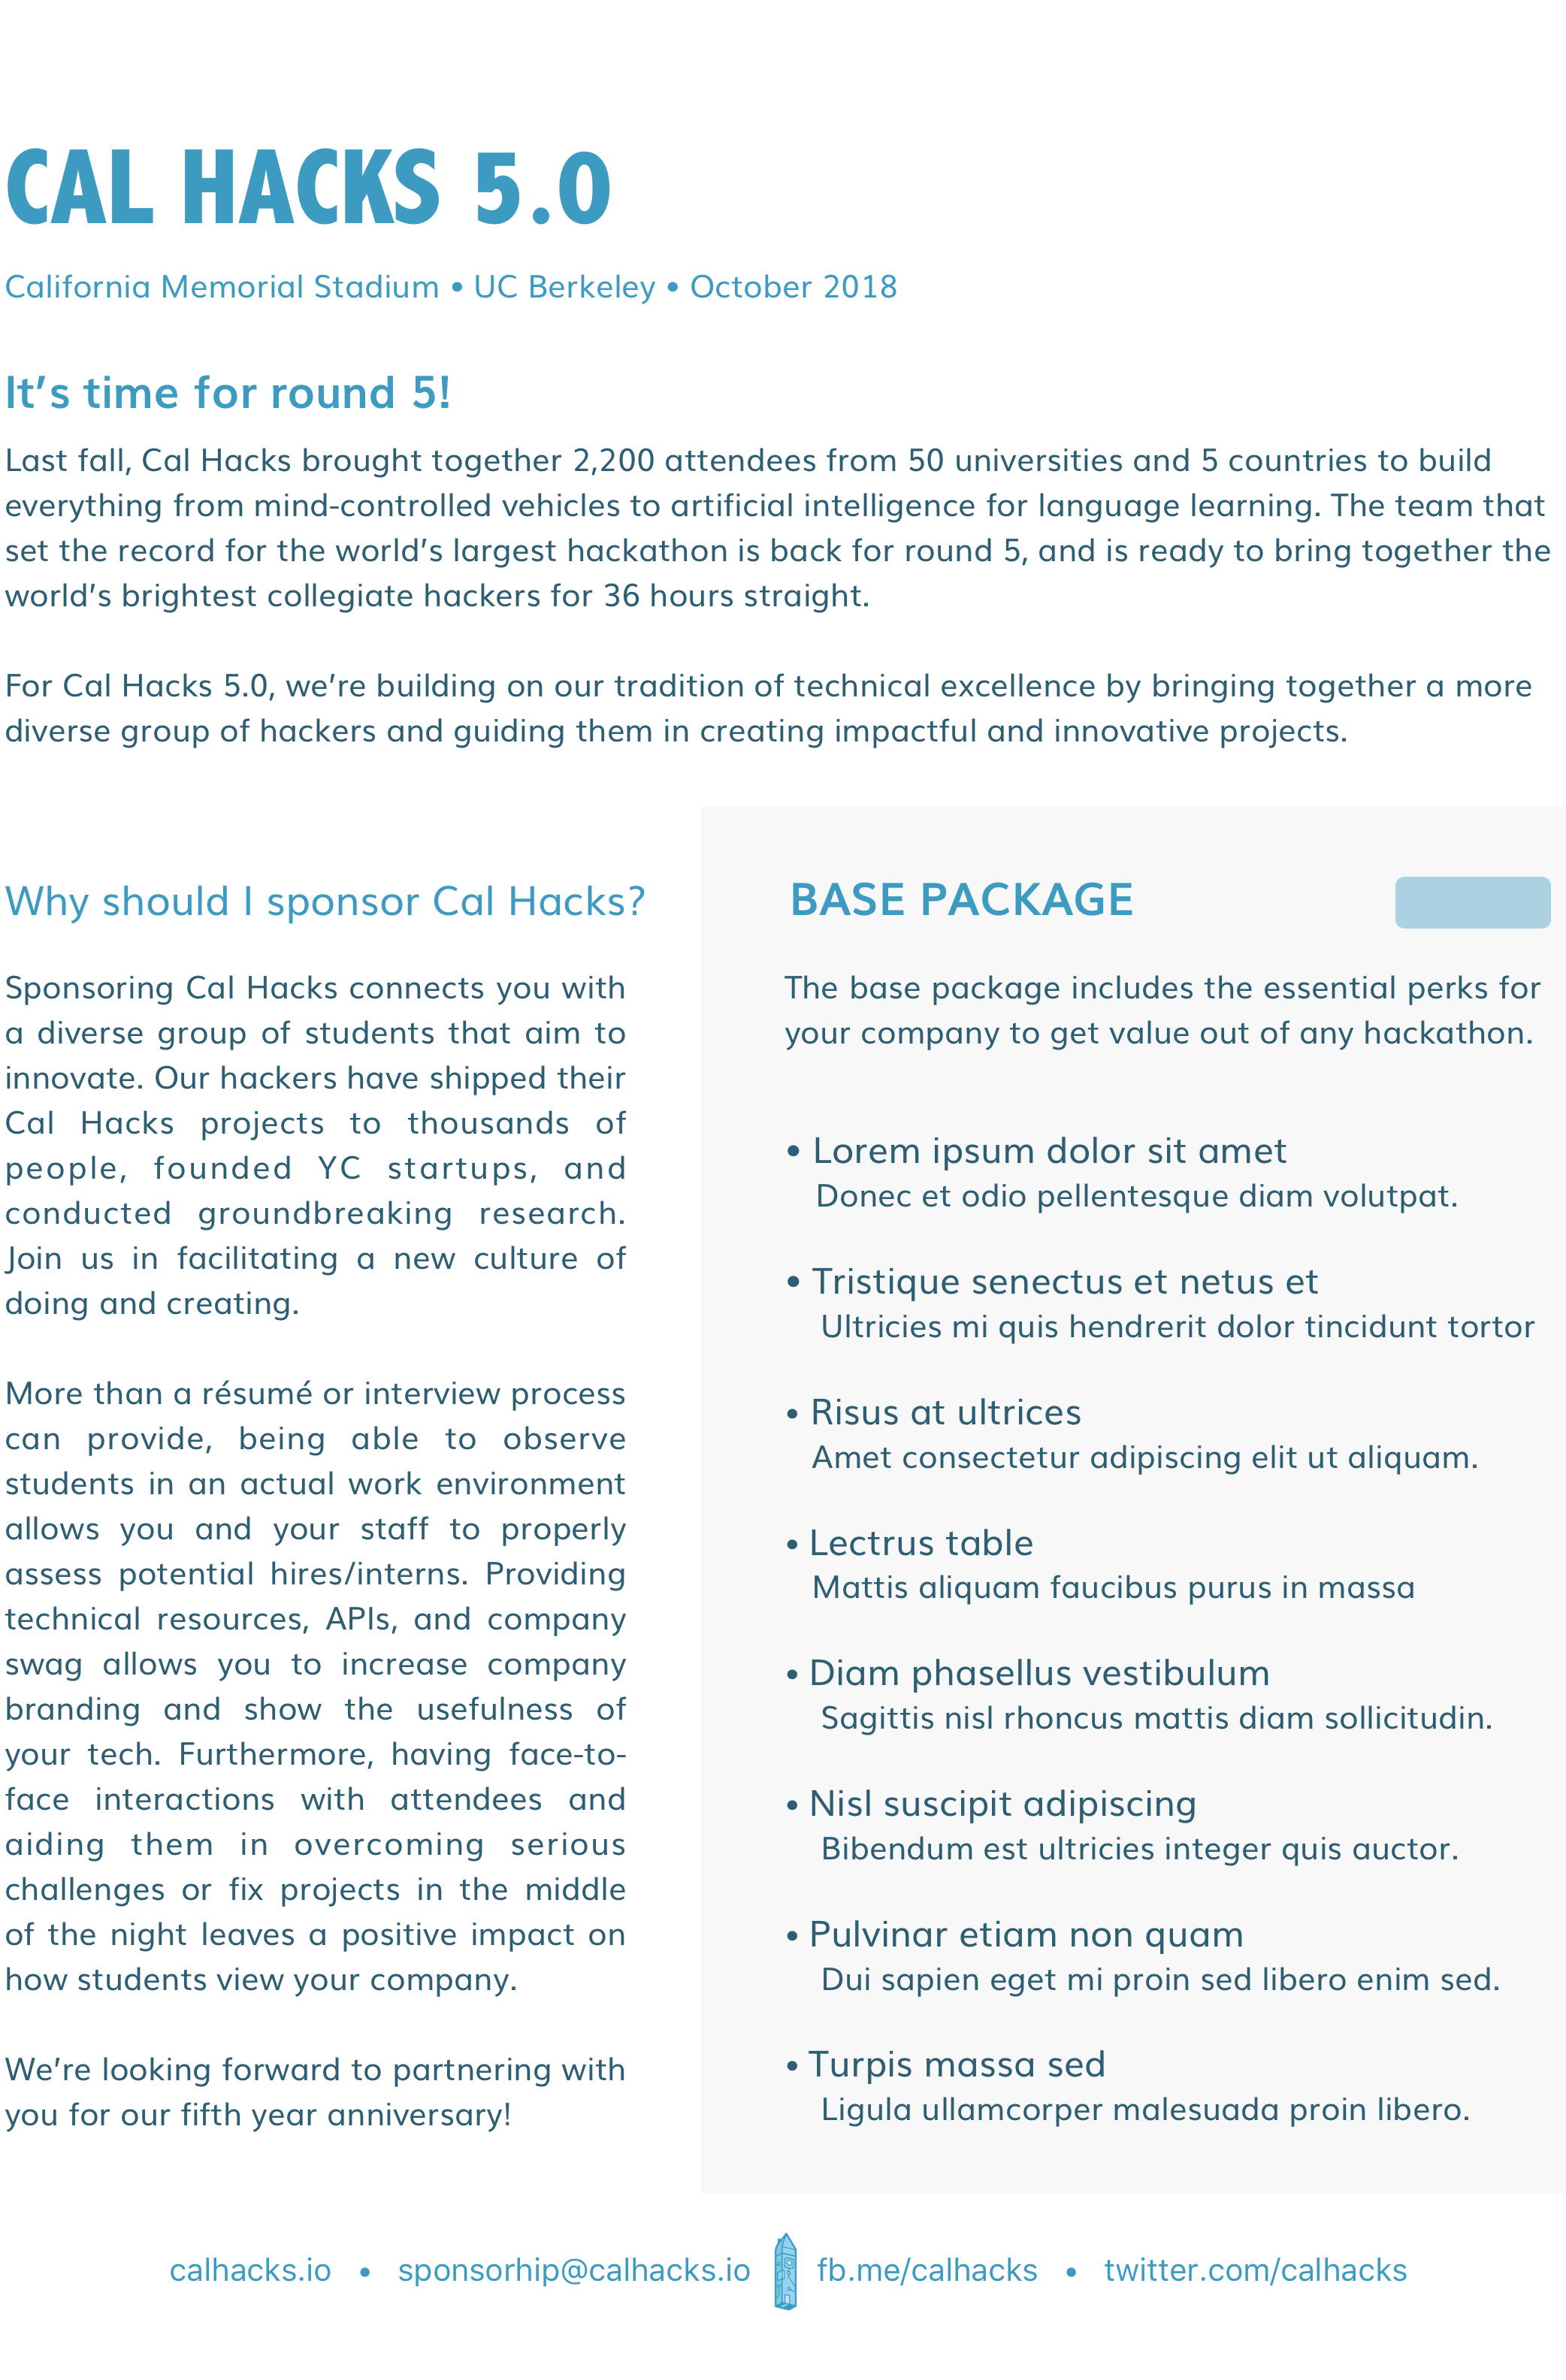 CAL HACKS 5.0
California Memorial Stadium • UC Berkeley • October 2018
It’s time for round 5!
Last fall, Cal Hacks brought together 2,200 attendees from 50 universities and 5 countries to build
everything from mind-controlled vehicles to artificial intelligence for language learning. The team that
set the record for the world’s largest hackathon is back for round 5, and is ready to bring together the
world’s brightest collegiate hackers for 36 hours straight.
For Cal Hacks 5.0, we’re building on our tradition of technical excellence by bringing together a more
diverse group of hackers and guiding them in creating impactful and innovative projects.
Why should I sponsor Cal Hacks?
Sponsoring Cal Hacks connects you with
a diverse group of students that aim to
innovate. Our hackers have shipped their
Cal Hacks projects to thousands of
people, founded YC startups, and
conducted groundbreaking research.
Join us in facilitating a new culture of
doing and creating.
More than a résumé or interview process
can provide, being able to observe
students in an actual work environment
allows you and your staff to properly
assess potential hires/interns. Providing
technical resources, APIs, and company
swag allows you to increase company
branding and show the usefulness of
your tech. Furthermore, having face-to-
face interactions with attendees and
aiding them in overcoming serious
challenges or fix projects in the middle
of the night leaves a positive impact on
how students view your company.
We’re looking forward to partnering with
you for our fifth year anniversary!
BASE PACKAGE
The base package includes the essential perks for
your company to get value out of any hackathon.
• Lorem ipsum dolor sit amet
Donec et odio pellentesque diam volutpat.
• Tristique senectus et netus et
Ultricies mi quis hendrerit dolor tincidunt tortor
• Risus at ultrices
Amet consectetur adipiscing elit ut aliquam.
• Lectrus table
Mattis aliquam faucibus purus in massa
• Diam phasellus vestibulum
Sagittis nisl rhoncus mattis diam sollicitudin.
• Nisl suscipit adipiscing
Bibendum est ultricies integer quis auctor.
• Pulvinar etiam non quam
Dui sapien eget mi proin sed libero enim sed.
• Turpis massa sed
Ligula ullamcorper malesuada proin libero.
calhacks.io • sponsorhip@calhacks.io fb.me/calhacks • twitter.com/calhacks